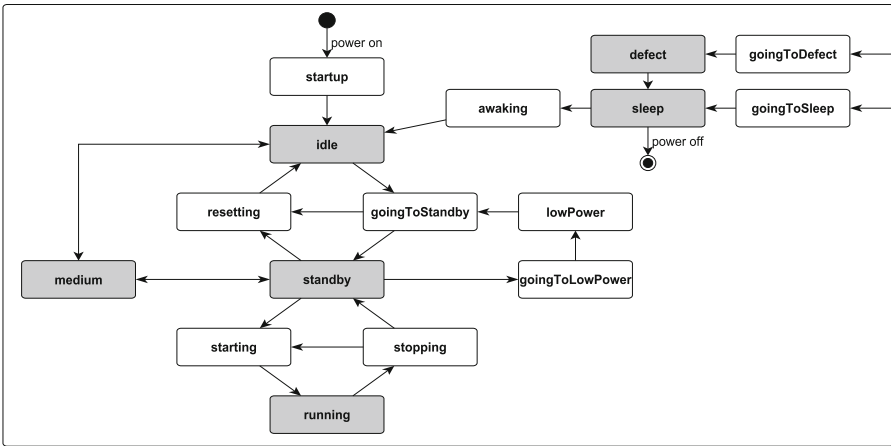 power on
startup
defect
goingToDefect
awaking
sleep
goingToSleep
idle
power off
resetting
goingToStandby
lowPower
medium
standby
goingToLowPower
starting
stopping
running